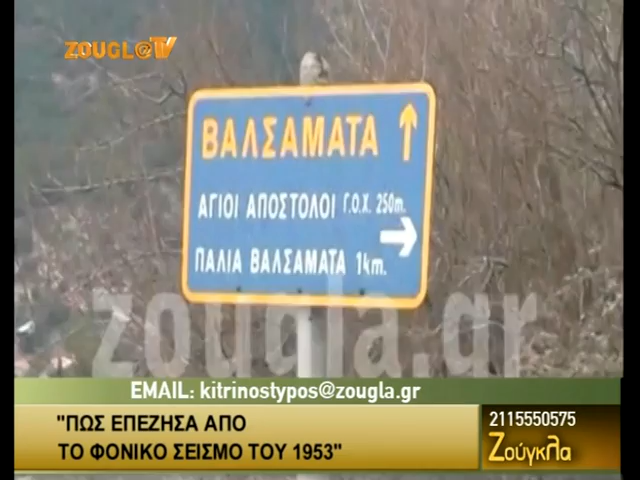 ZOUGL@TV
ΒΑΛΣΑΜΑΤΑ
ΑΓΙΟΙ ΑΠΟΣΤΟΛΟΙ Γ.Ο.Χ. 250m.
ΠΑΛΙΑ ΒΑΛΣΑΜΑΤΑ 1km.
zougla.gr
EMAIL: kitrinostypos@zougla.gr
"ΠΩΣ ΕΠΕΖΗΣΑ ΑΠΟ
ΤΟ ΦΟΝΙΚΟ ΣΕΙΣΜΟ ΤΟΥ 1953"
2115550575
Ζούγκλα